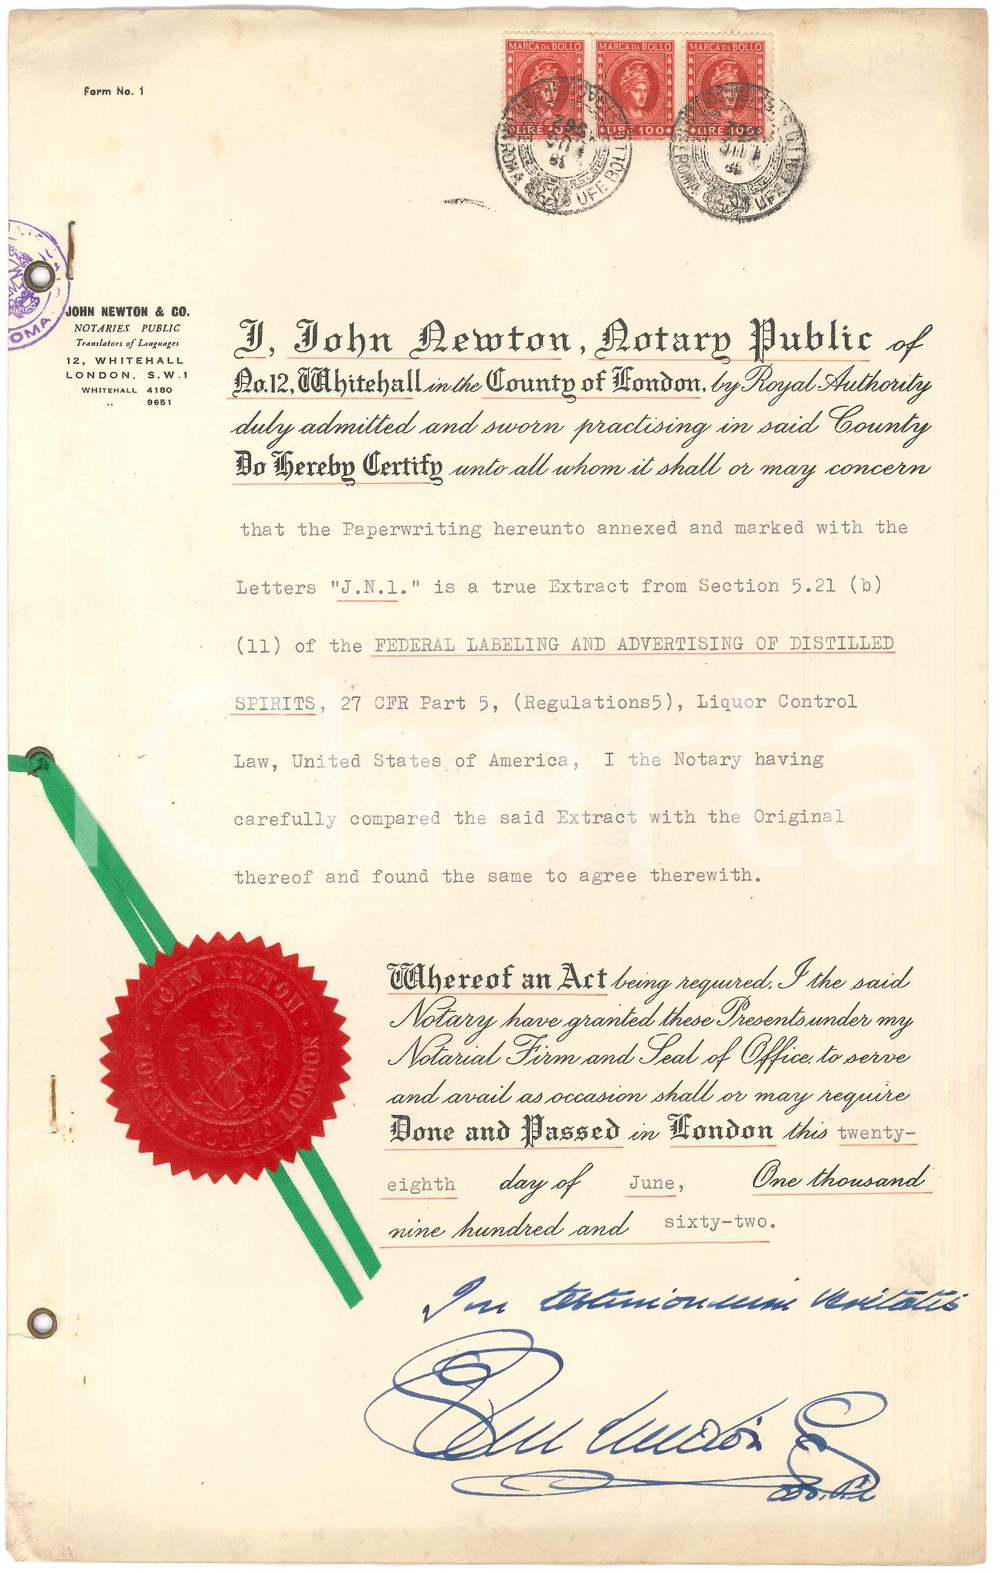 Form No. 1
MARCA DA BOLLO MARCA DA BOLLO MARCA DA BOLLO
LIRE 100 LIRE 100 LIRE 100
ROMA UFF BOLLO
ROMA
JOHN NEWTON & CO.
NOTARIES PUBLIC
Translators of Languages
12, WHITEHALL
LONDON, S.W.1
WHITEHALL 4180
" 9651
I, John Newton, Notary Public of
No.12, Whitehall in the County of London, by Royal Authority
duly admitted and sworn practising in said County
Do Hereby Certify unto all whom it shall or may concern
that the Paperwriting hereunto annexed and marked with the
Letters "J.N.1." is a true Extract from Section 5.21 (b)
(11) of the FEDERAL LABELING AND ADVERTISING OF DISTILLED
SPIRITS, 27 CFR Part 5, (Regulations5), Liquor Control
Law, United States of America, I the Notary having
carefully compared the said Extract with the Original
thereof and found the same to agree therewith.
icharta
JOHN NEWTON
NOTARY PUBLIC
LONDON
Whereof an Act being required, I the said
Notary have granted these Presents under my
Notarial Firm and Seal of Office, to serve
and avail as occasion shall or may require
Done and Passed in London this twenty-
eighth day of June, One thousand
nine hundred and sixty-two.
In testimonium Veritatis